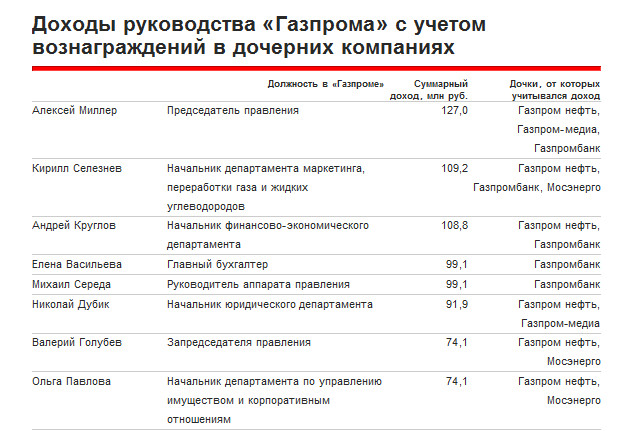 Доходы руководства «Газпрома» с учетом
вознаграждений в дочерних компаниях
Должность в «Газпроме» Суммарный Дочки, от которых
доход, млн руб. учитывался доход
Алексей Миллер Председатель правления 127,0 Газпром нефть,
Газпром-медиа,
Газпромбанк
Кирилл Селезнев Начальник департамента маркетинга, 109,2 Газпром нефть,
переработки газа и жидких Газпромбанк, Мосэнерго
углеводородов
Андрей Круглов Начальник финансово-экономического 108,8 Газпром нефть,
департамента Газпромбанк
Елена Васильева Главный бухгалтер 99,1 Газпромбанк
Михаил Середа Руководитель аппарата правления 99,1 Газпромбанк
Николай Дубик Начальник юридического департамента 91,9 Газпром нефть,
Газпром-медиа
Валерий Голубев Запредседателя правления 74,1 Газпром нефть,
Мосэнерго
Ольга Павлова Начальник департамента по управлению 74,1 Газпром нефть,
имуществом и корпоративным Мосэнерго
отношениям